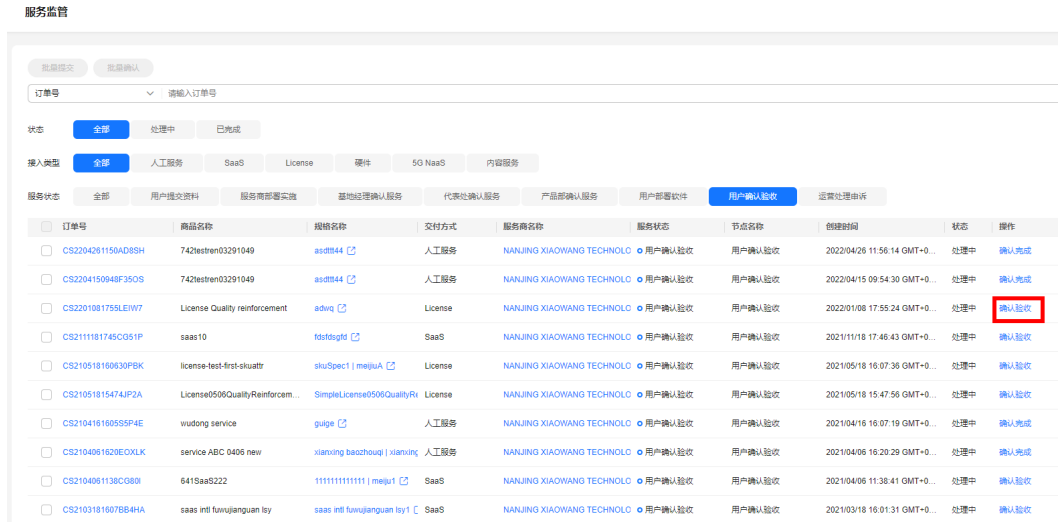 服务监管
批量提交 批量确认
订单号 请输入订单号
状态 全部 处理中 已完成
接入类型 全部 人工服务 SaaS License 硬件 5G NaaS 内容服务
服务状态 全部 用户提交资料 服务商部署实施 基地经理确认服务 代表处确认服务 产品部确认服务 用户部署软件 用户确认验收 运营处理申诉
订单号 商品名称 规格名称 交付方式 服务商名称 服务状态 节点名称 创建时间 状态 操作
CS2204261150AD8SH 742testren03291049 asdttt44 人工服务 NANJING XIAOWANG TECHNOLO 用户确认验收 用户确认验收 2022/04/26 11:56:14 GMT+0... 处理中 确认完成
CS2204150948F35OS 742testren03291049 asdttt44 人工服务 NANJING XIAOWANG TECHNOLO 用户确认验收 用户确认验收 2022/04/15 09:54:30 GMT+0... 处理中 确认完成
CS2201081755LEIW7 License Quality reinforcement adwq License NANJING XIAOWANG TECHNOLO 用户确认验收 用户确认验收 2022/01/08 17:55:24 GMT+0... 处理中 确认验收
CS2111181745CG51P saas10 fdsfdsgfd SaaS NANJING XIAOWANG TECHNOLO 用户确认验收 用户确认验收 2021/11/18 17:46:43 GMT+0... 处理中 确认验收
CS210518160630PBK license-test-first-skuattr skuSpec1 | meijiuA License NANJING XIAOWANG TECHNOLO 用户确认验收 用户确认验收 2021/05/18 16:07:36 GMT+0... 处理中 确认验收
CS21051815474JP2A License0506QualityReinforcem... SimpleLicense0506QualityRe License NANJING XIAOWANG TECHNOLO 用户确认验收 用户确认验收 2021/05/18 15:47:56 GMT+0... 处理中 确认验收
CS2104161605S5P4E wudong service guige 人工服务 NANJING XIAOWANG TECHNOLO 用户确认验收 用户确认验收 2021/04/16 16:07:19 GMT+0... 处理中 确认完成
CS2104061620EOXLK service ABC 0406 new xianxing baozhouqi | xianxing 人工服务 NANJING XIAOWANG TECHNOLO 用户确认验收 用户确认验收 2021/04/06 16:20:29 GMT+0... 处理中 确认完成
CS2104061138CG80I 641SaaS222 1111111111111 | meiju1 SaaS NANJING XIAOWANG TECHNOLO 用户确认验收 用户确认验收 2021/04/06 11:38:41 GMT+0... 处理中 确认验收
CS2103181607BB4HA saas intl fuwujianguan lsy saas intl fuwujianguan lsy1 SaaS NANJING XIAOWANG TECHNOLO 用户确认验收 用户确认验收 2021/03/18 16:01:31 GMT+0... 处理中 确认验收